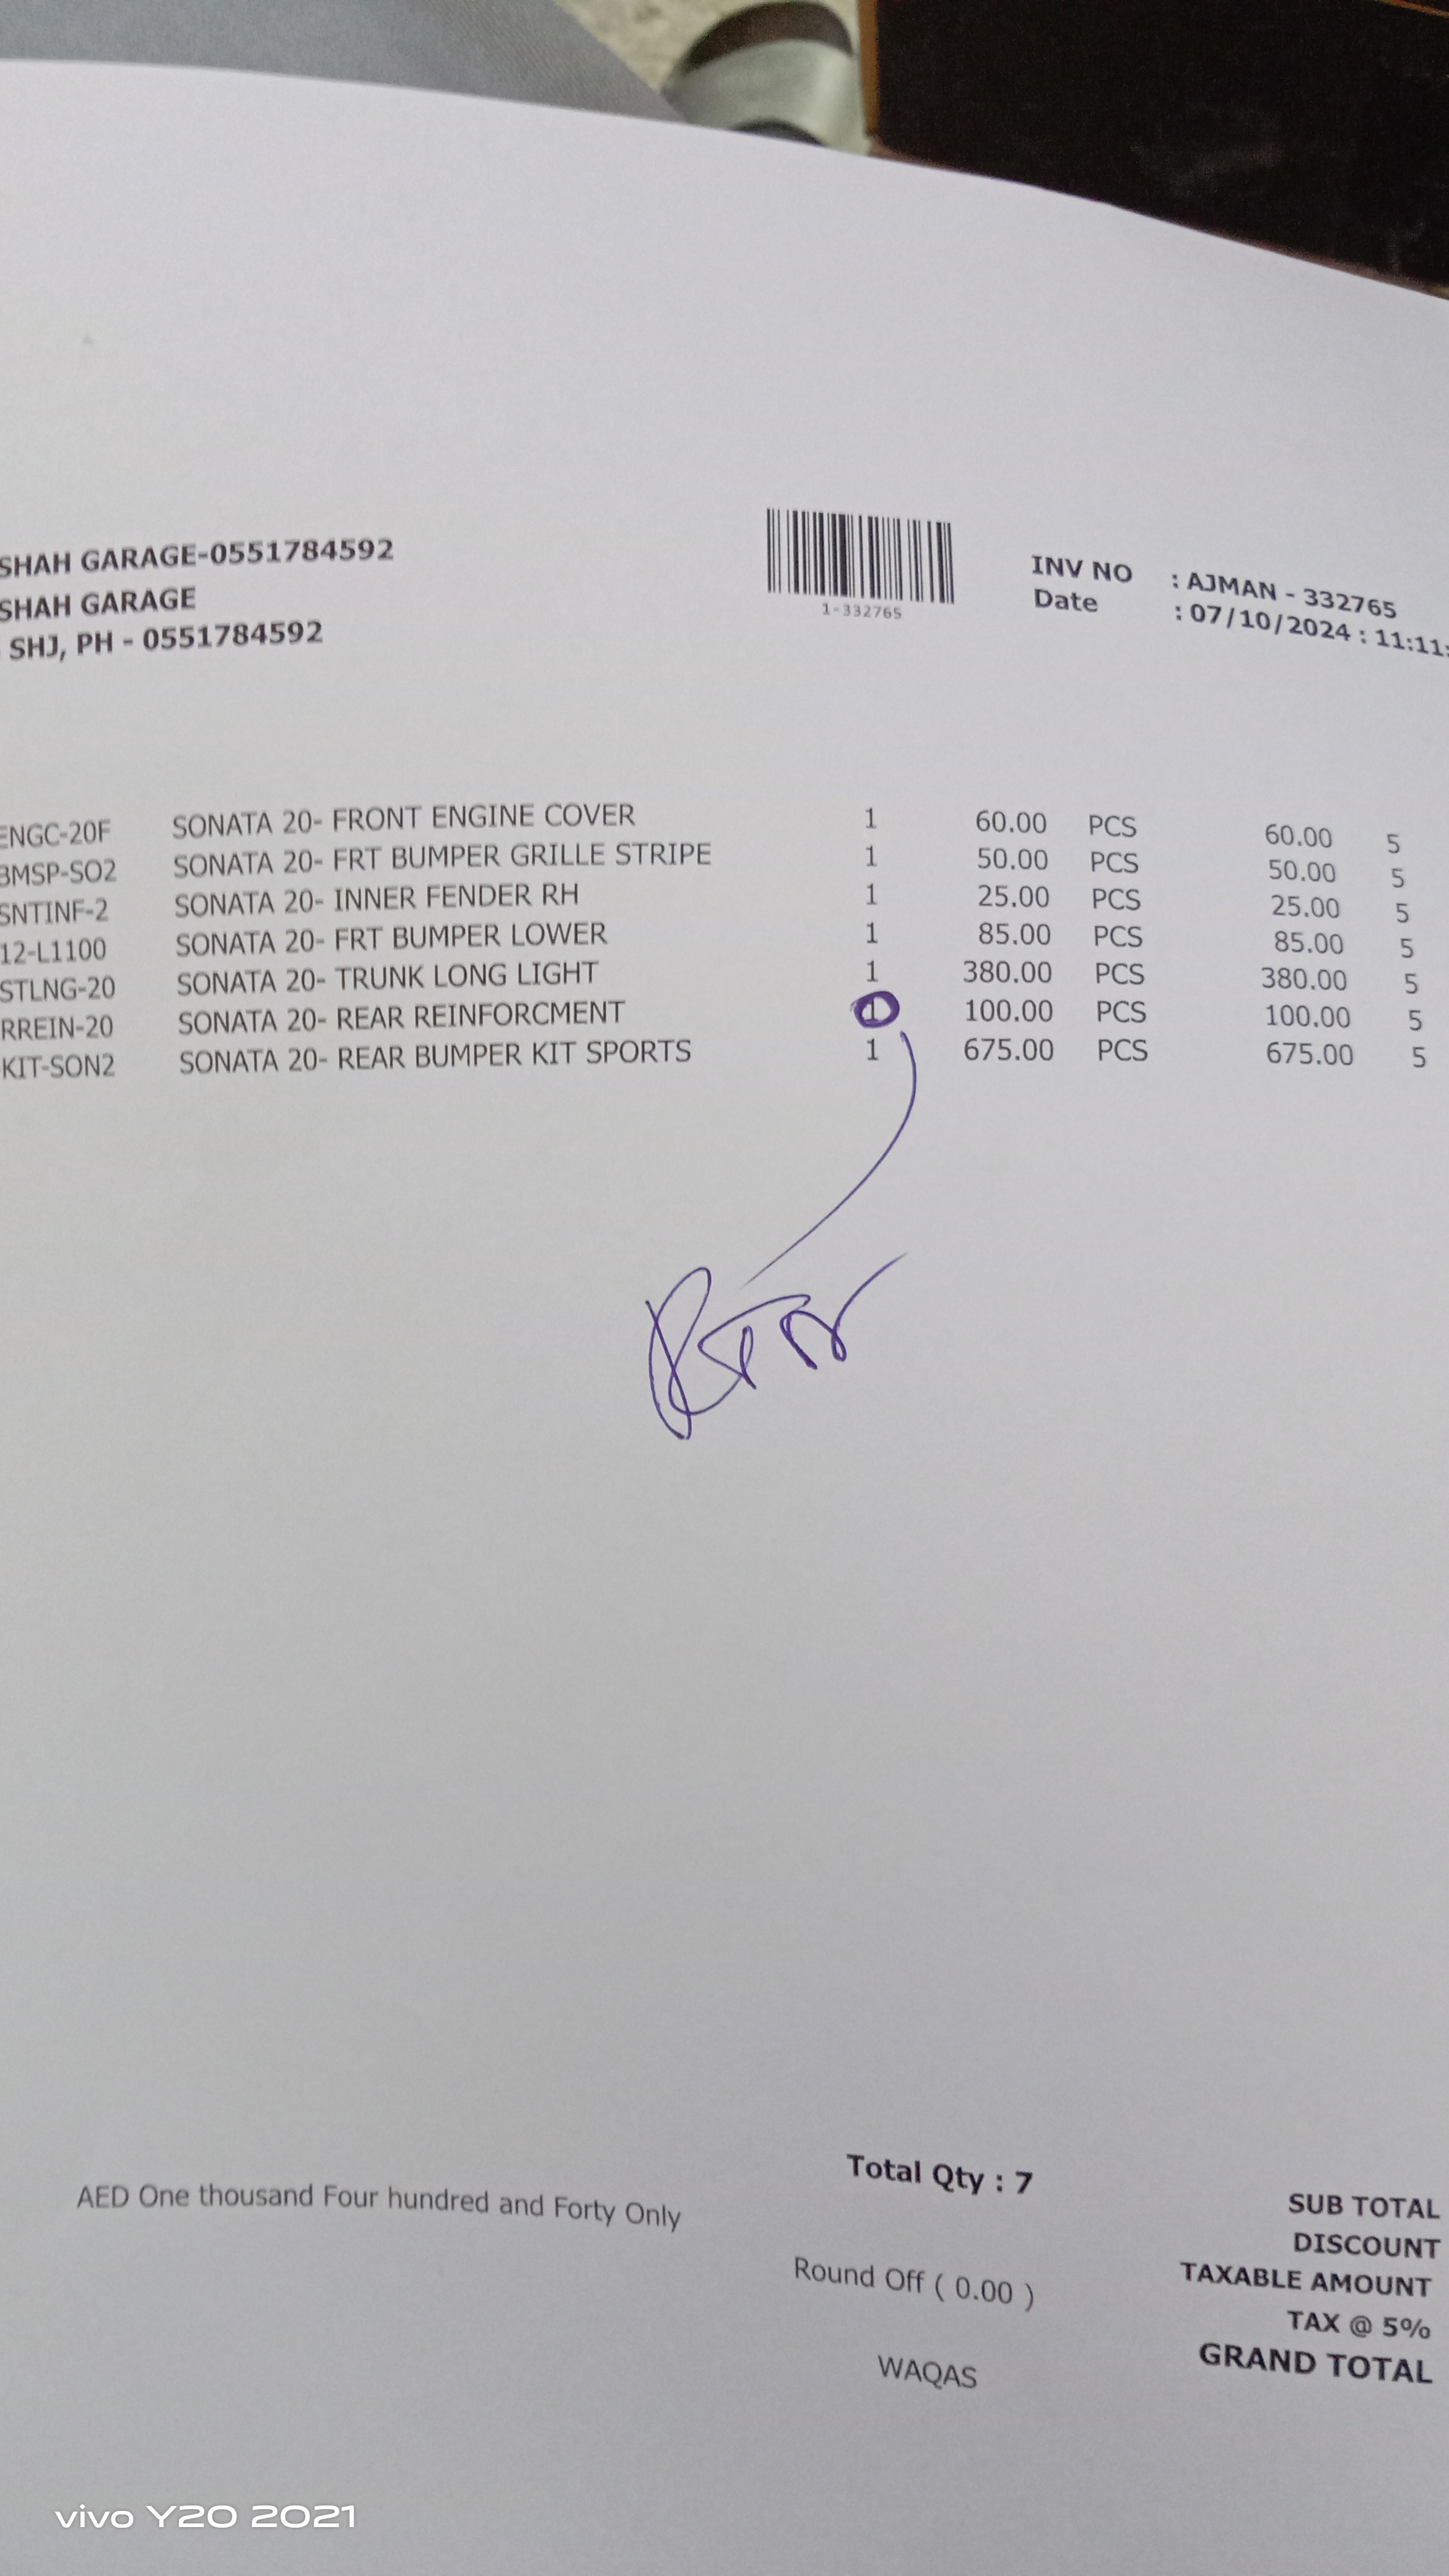 SHAH GARAGE-0551784592
SHAH GARAGE
SHJ, PH - 0551784592
1-332765
INV NO : AJMAN - 332765
Date : 07/10/2024 : 11:11:
ENGC-20F SONATA 20- FRONT ENGINE COVER 1 60.00 PCS 60.00 5
BMSP-SO2 SONATA 20- FRT BUMPER GRILLE STRIPE 1 50.00 PCS 50.00 5
SNTINF-2 SONATA 20- INNER FENDER RH 1 25.00 PCS 25.00 5
12-L1100 SONATA 20- FRT BUMPER LOWER 1 85.00 PCS 85.00 5
STLNG-20 SONATA 20- TRUNK LONG LIGHT 1 380.00 PCS 380.00 5
RREIN-20 SONATA 20- REAR REINFORCMENT 1 100.00 PCS 100.00 5
KIT-SON2 SONATA 20- REAR BUMPER KIT SPORTS 1 675.00 PCS 675.00 5
Total Qty : 7
AED One thousand Four hundred and Forty Only
SUB TOTAL
DISCOUNT
Round Off ( 0.00 )
TAXABLE AMOUNT
TAX @ 5%
WAQAS
GRAND TOTAL
vivo Y20 2021